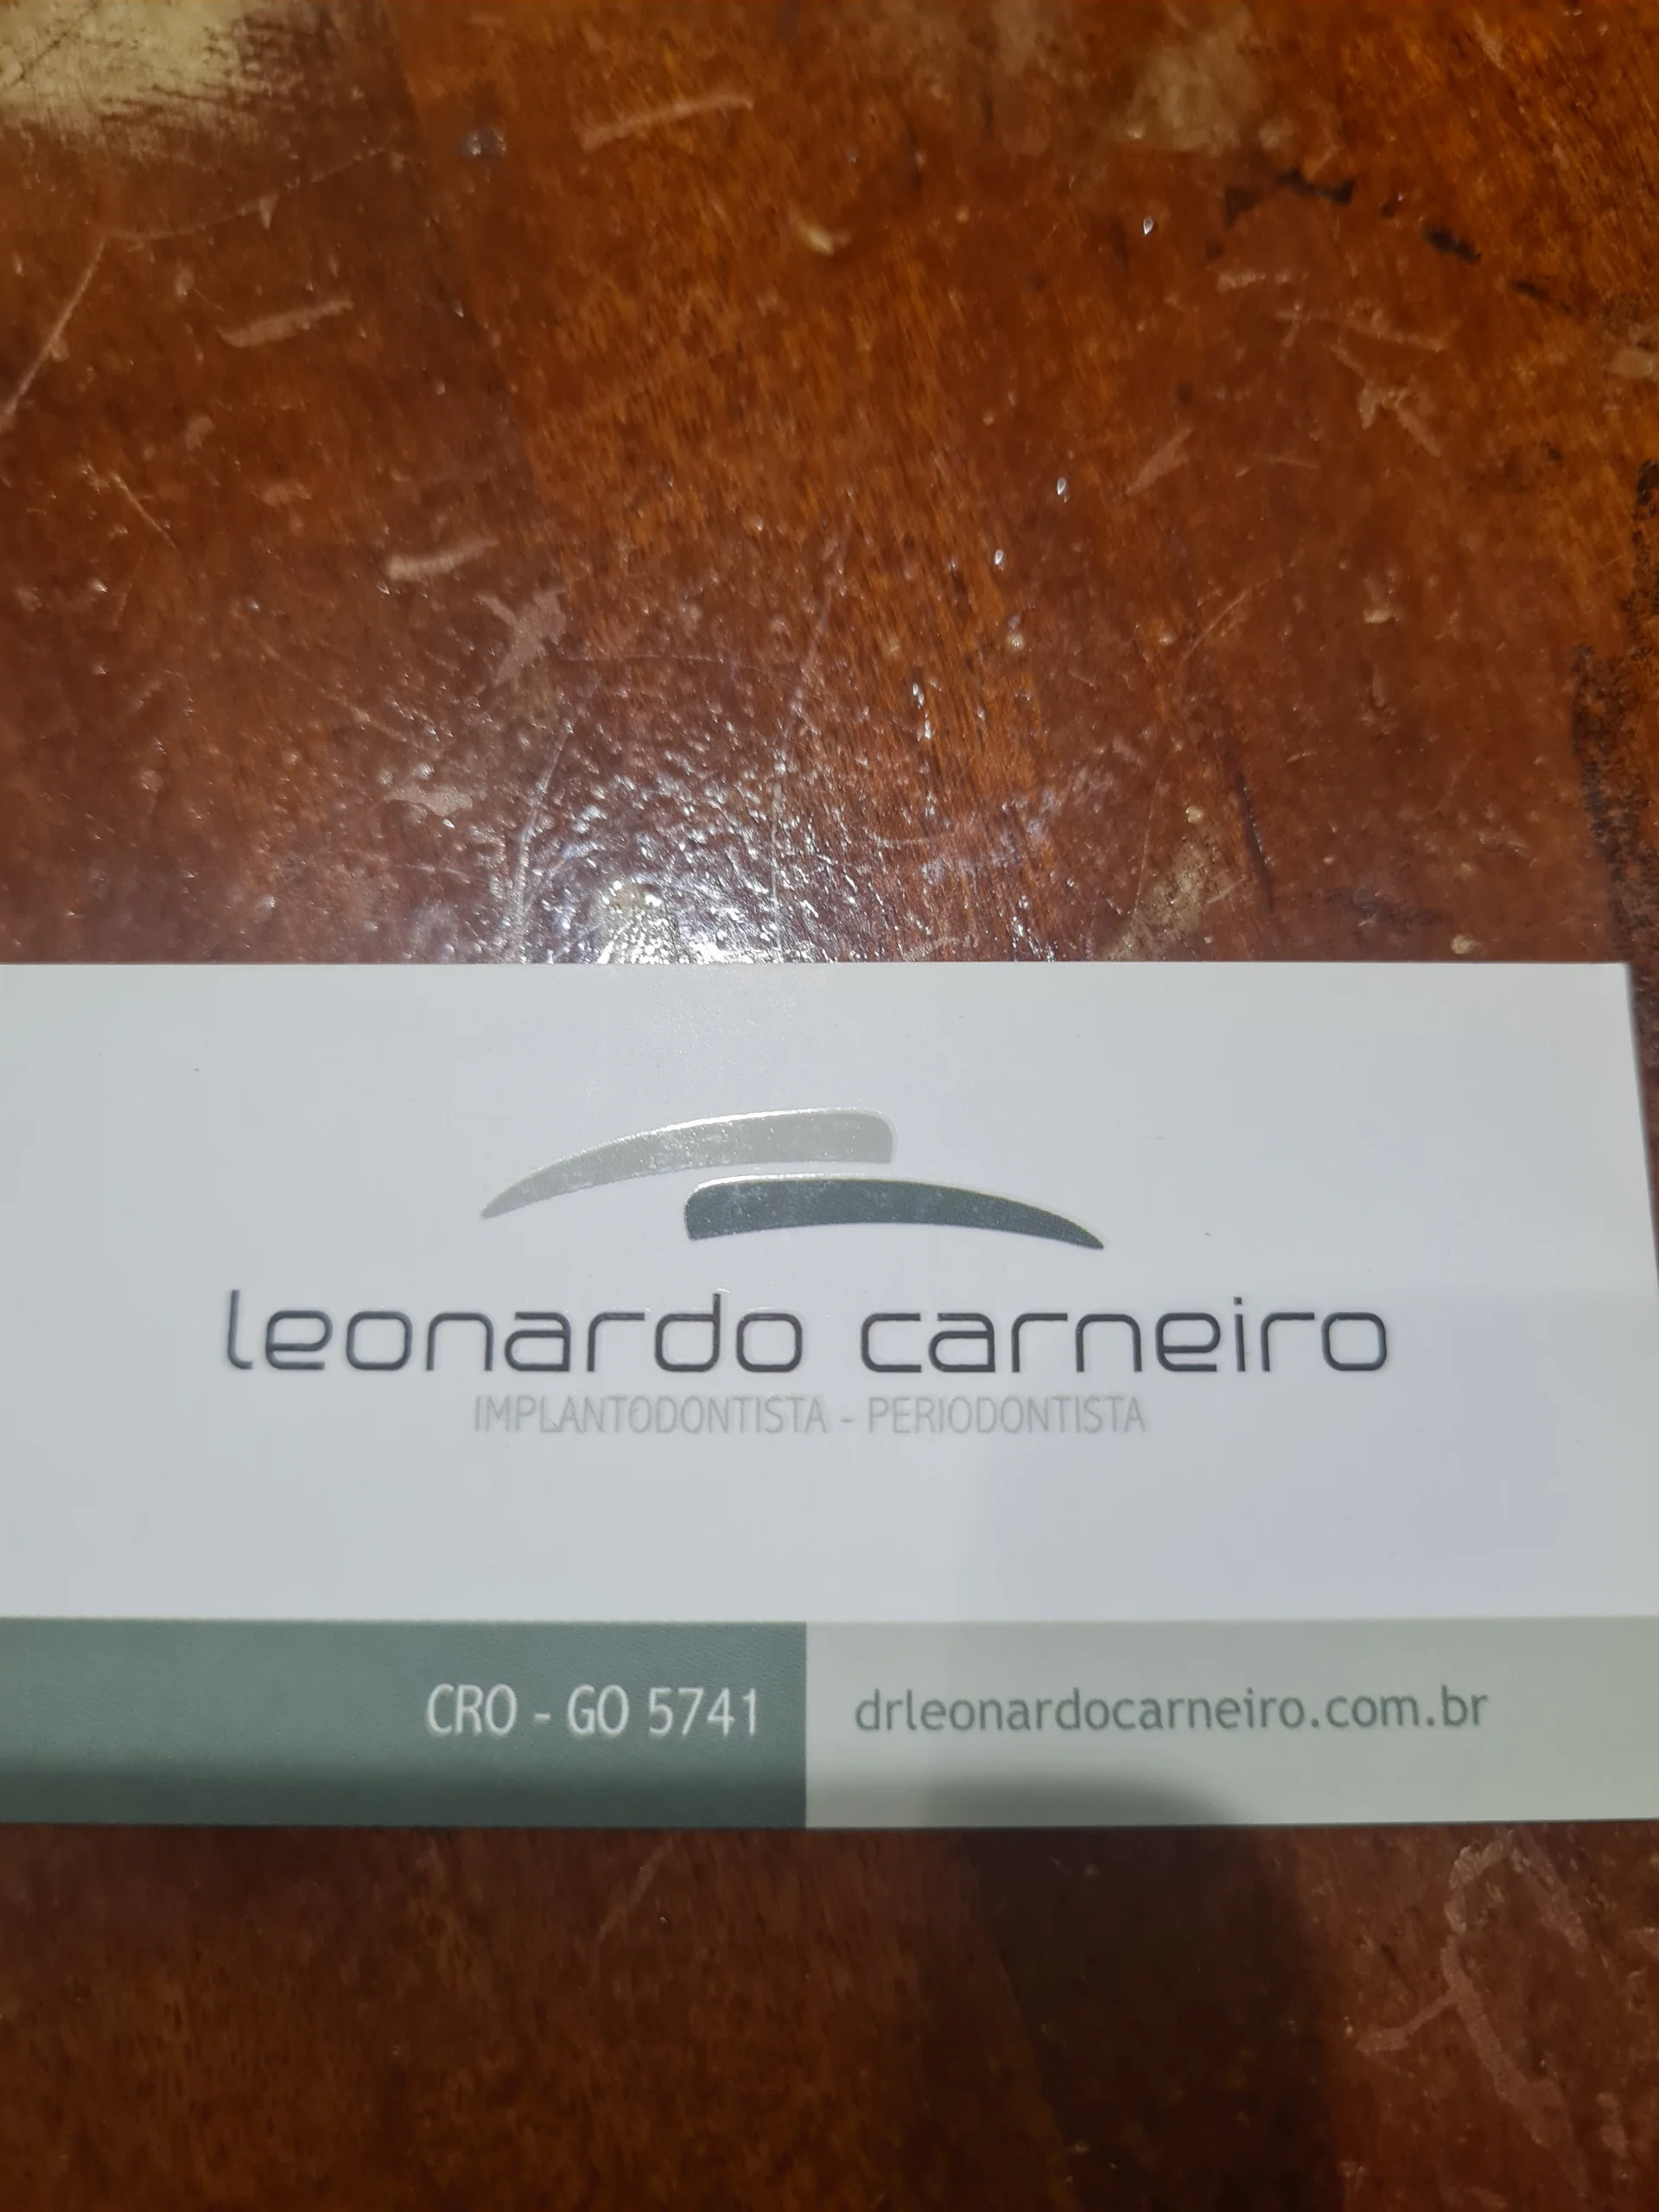 leonardo carneiro
IMPLANTODONTISTA - PERIODONTISTA
CRO - GO 5741
drleonardocarneiro.com.br